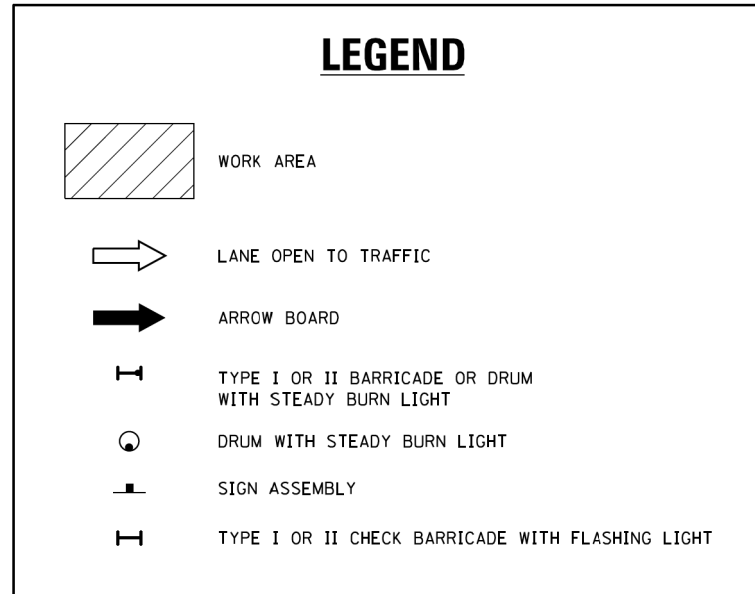 LEGEND
WORK AREA
LANE OPEN TO TRAFFIC
ARROW BOARD
TYPE I OR II BARRICADE OR DRUM
WITH STEADY BURN LIGHT
DRUM WITH STEADY BURN LIGHT
SIGN ASSEMBLY
TYPE I OR II CHECK BARRICADE WITH FLASHING LIGHT